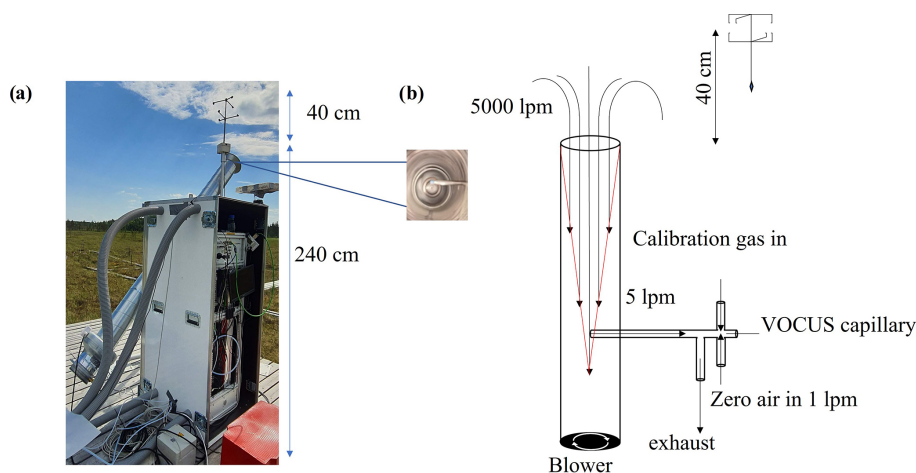 (a)
40 cm
240 cm
(b)
5000 lpm
40 cm
Calibration gas in
5 lpm
VOCUS capillary
Zero air in 1 lpm
exhaust
Blower